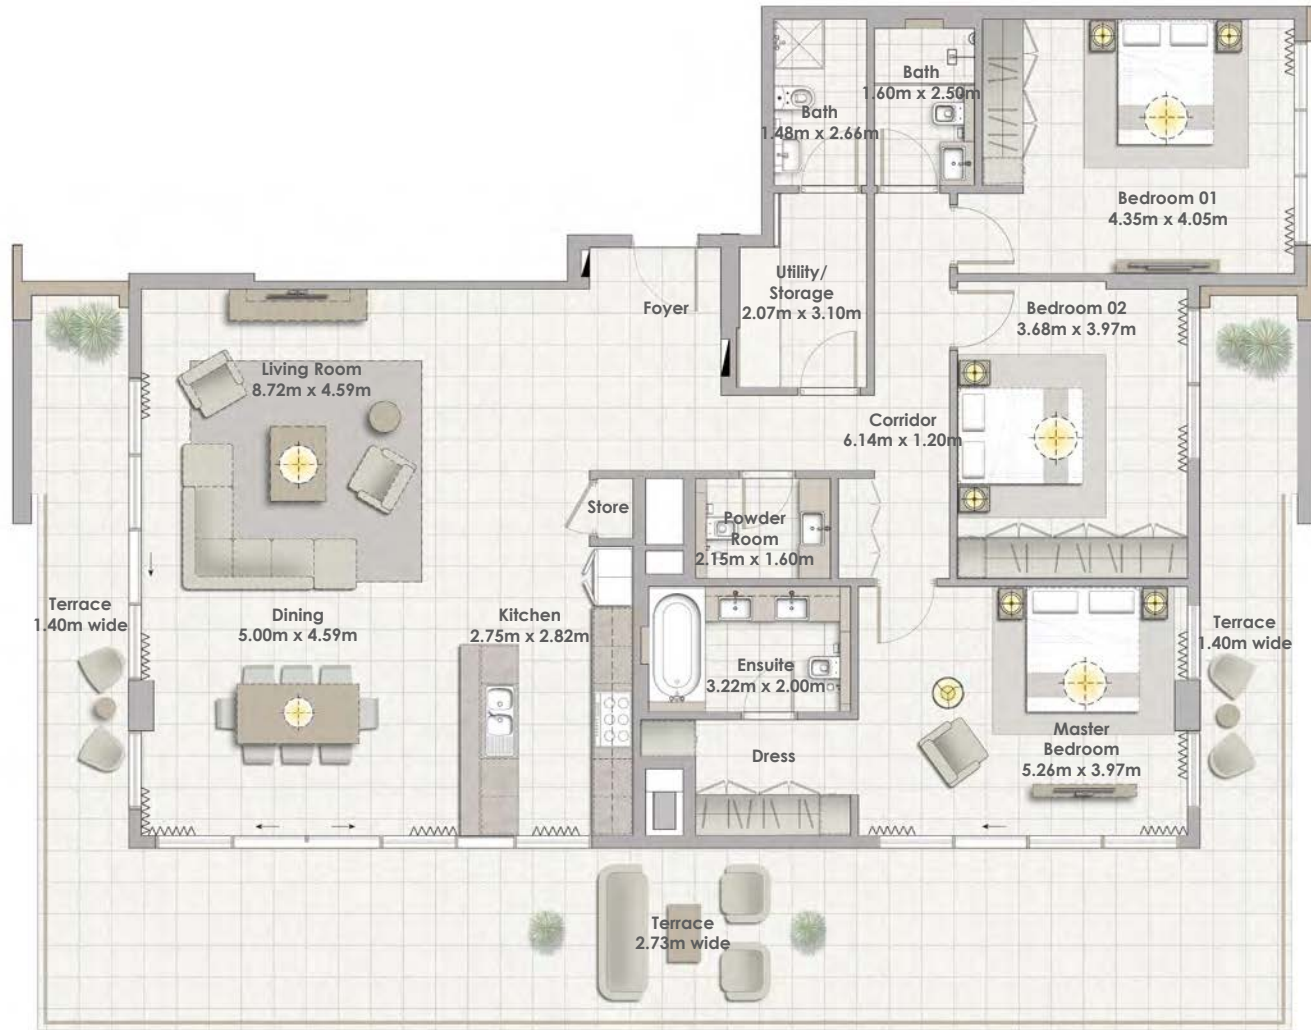 Bath
1.60m x 2.50m
Bath
1.48m x 2.66m
Bedroom 01
4.35m x 4.05m
Utility/
Storage
2.07m x 3.10m
Foyer
Bedroom 02
3.68m x 3.97m
Living Room
8.72m x 4.59m
Corridor
6.14m x 1.20m
Store
Powder
Room
2.15m x 1.60m
Terrace
1.40m wide
Dining
5.00m x 4.59m
Kitchen
2.75m x 2.82m
Ensuite
3.22m x 2.00m
Terrace
1.40m wide
Dress
Master
Bedroom
5.26m x 3.97m
Terrace
2.73m wide